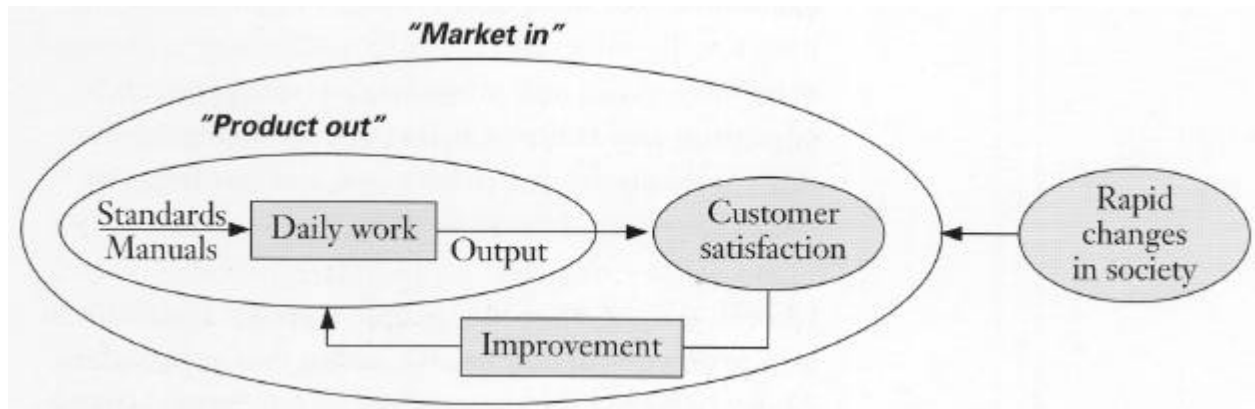 “Market in”
“Product out”
Standards
Manuals
Daily work
Output
Customer
satisfaction
Improvement
Rapid
changes
in society